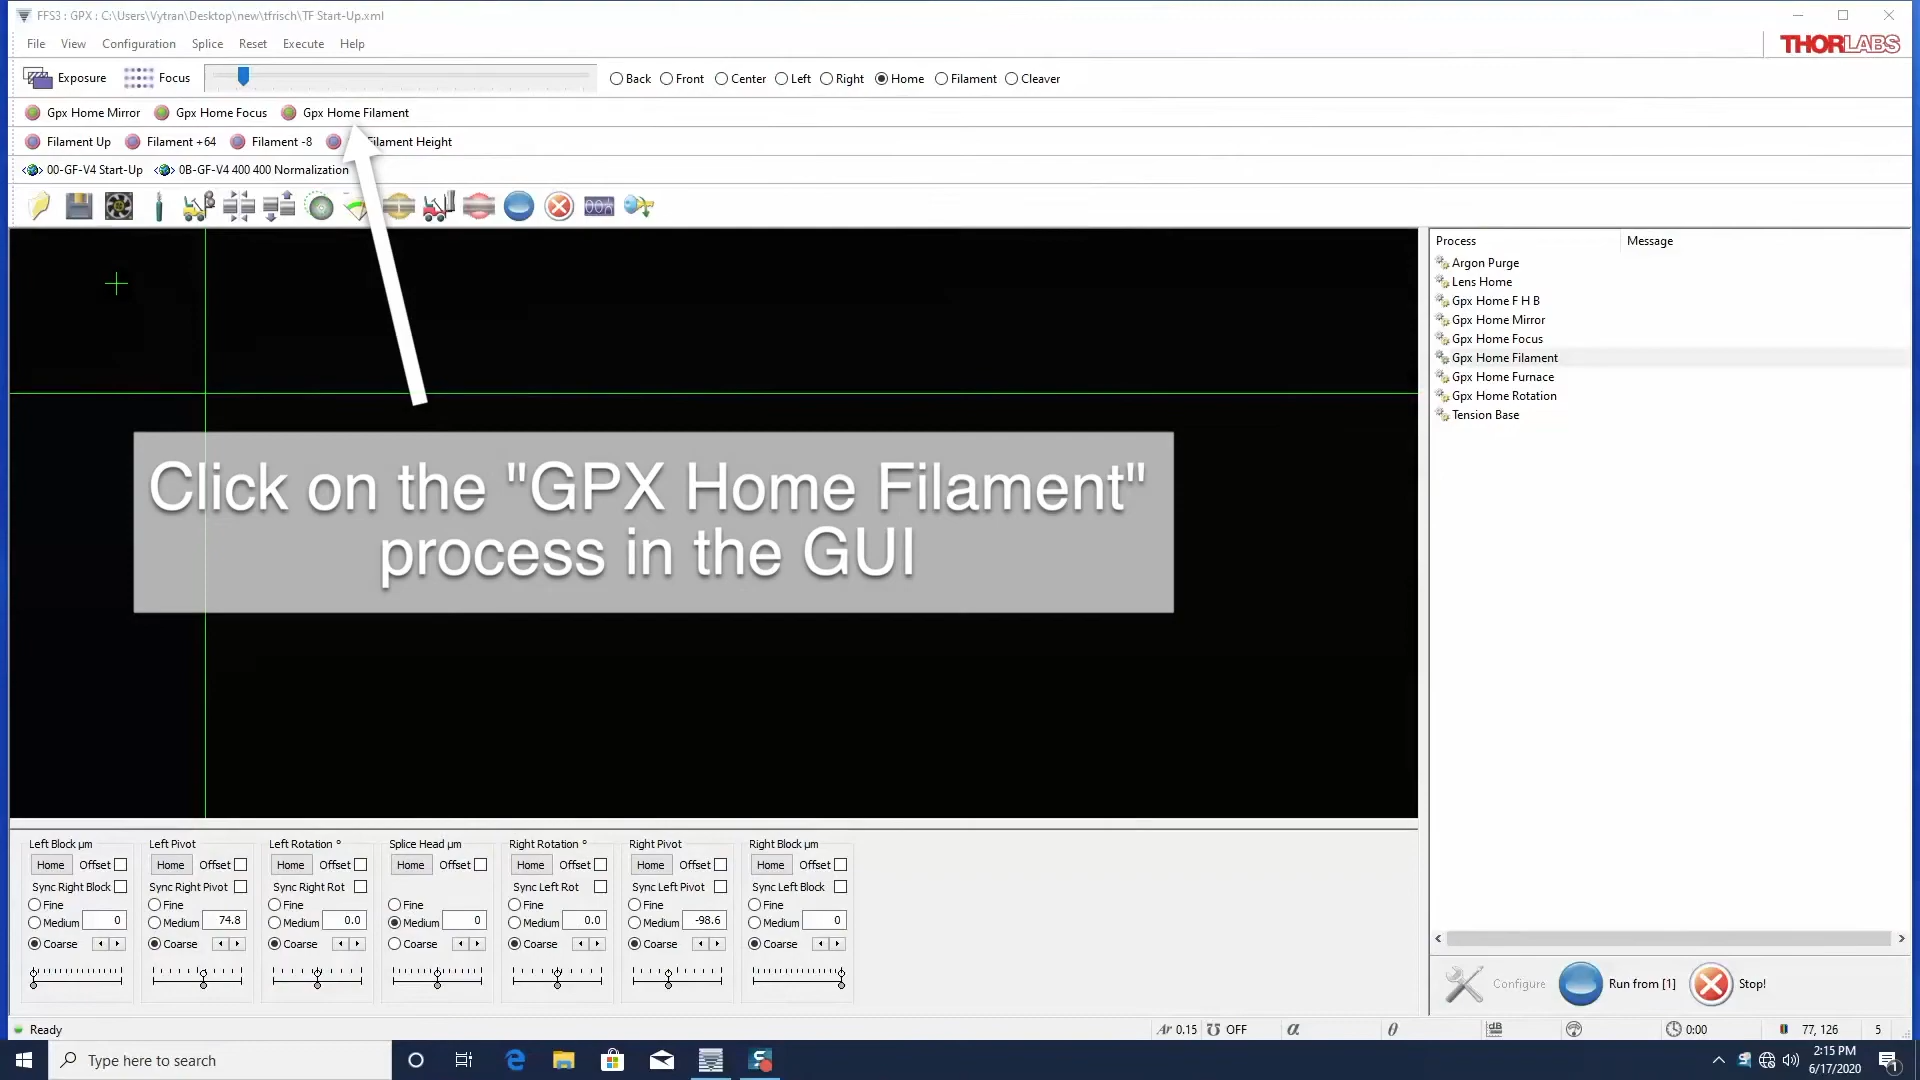 FFS3 : GPX : C:\Users\Vytran\Desktop\new\tfrisch\TF Start-Up.xml
File View Configuration Splice Reset Execute Help
THORLABS
Exposure Focus Back Front Center Left Right Home Filament Cleaver
Gpx Home Mirror Gpx Home Focus Gpx Home Filament
Filament Up Filament +64 Filament -8 Filament Height
00-GF-V4 Start-Up 0B-GF-V4 400 400 Normalization
Process Message
Argon Purge
Lens Home
Gpx Home F H B
Gpx Home Mirror
Gpx Home Focus
Gpx Home Filament
Gpx Home Furnace
Gpx Home Rotation
Tension Base
Click on the "GPX Home Filament"
process in the GUI
Left Block µm Left Pivot Left Rotation ° Splice Head µm Right Rotation ° Right Pivot Right Block µm
Home Offset Home Offset Home Offset Home Offset Home Offset Home Offset Home Offset
Sync Right Block Sync Right Pivot Sync Right Rot Sync Left Rot Sync Left Pivot Sync Left Block
Fine Fine Fine Fine Fine Fine Fine
Medium 0 Medium 74.8 Medium 0.0 Medium 0 Medium 0.0 Medium -98.6 Medium 0
Coarse Coarse Coarse Coarse Coarse Coarse Coarse
Configure Run from [1] Stop!
Ready Ar 0.15 OFF α θ dB 0:00 77, 126 5
Type here to search
2:15 PM
6/17/2020
1